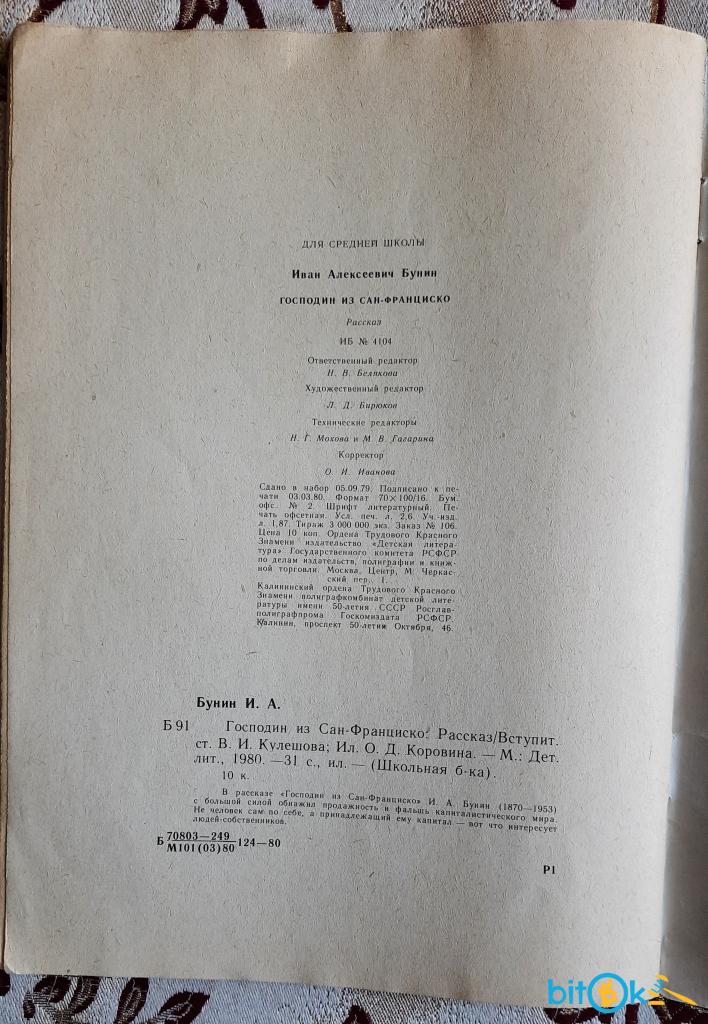 ДЛЯ СРЕДНЕЙ ШКОЛЫ
Иван Алексеевич Бунин
ГОСПОДИН ИЗ САН-ФРАНЦИСКО
Рассказ
ИБ № 4104
Ответственный редактор
Н. В. Белякова
Художественный редактор
Л. Д. Бирюков
Технические редакторы
Н. Г. Мохова и М. В. Гагарина
Корректор
О. И. Иванова
Сдано в набор 05.09.79. Подписано к пе-
чати 03.03.80. Формат 70×100/16. Бум.
офс. № 2. Шрифт литературный. Пе-
чать офсетная. Усл. печ. л. 2,6. Уч.-изд.
л. 1,87. Тираж 3 000 000 экз. Заказ № 106.
Цена 10 коп. Ордена Трудового Красного
Знамени издательство «Детская литера-
тура» Государственного комитета РСФСР
по делам издательств, полиграфии и книж-
ной торговли. Москва, Центр, М. Черкас-
ский пер., 1.
Калининский ордена Трудового Красного
Знамени полиграфкомбинат детской лите-
ратуры имени 50-летия СССР Росглав-
полиграфпрома Госкомиздата РСФСР.
Калинин, проспект 50-летия Октября, 46.
Бунин И. А.
Б 91 Господин из Сан-Франциско: Рассказ/Вступит.
ст. В. И. Кулешова; Ил. О. Д. Коровина. — М.: Дет.
лит., 1980. —31 с., ил. — (Школьная б-ка).
10 к.
В рассказе «Господин из Сан-Франциско» И. А. Бунин (1870—1953)
с большой силой обнажил продажность и фальшь капиталистического мира.
Не человек сам по себе, а принадлежащий ему капитал — вот что интересует
людей-собственников.
70803—249
Б 124—80
М101(03)80
Р1
bitok